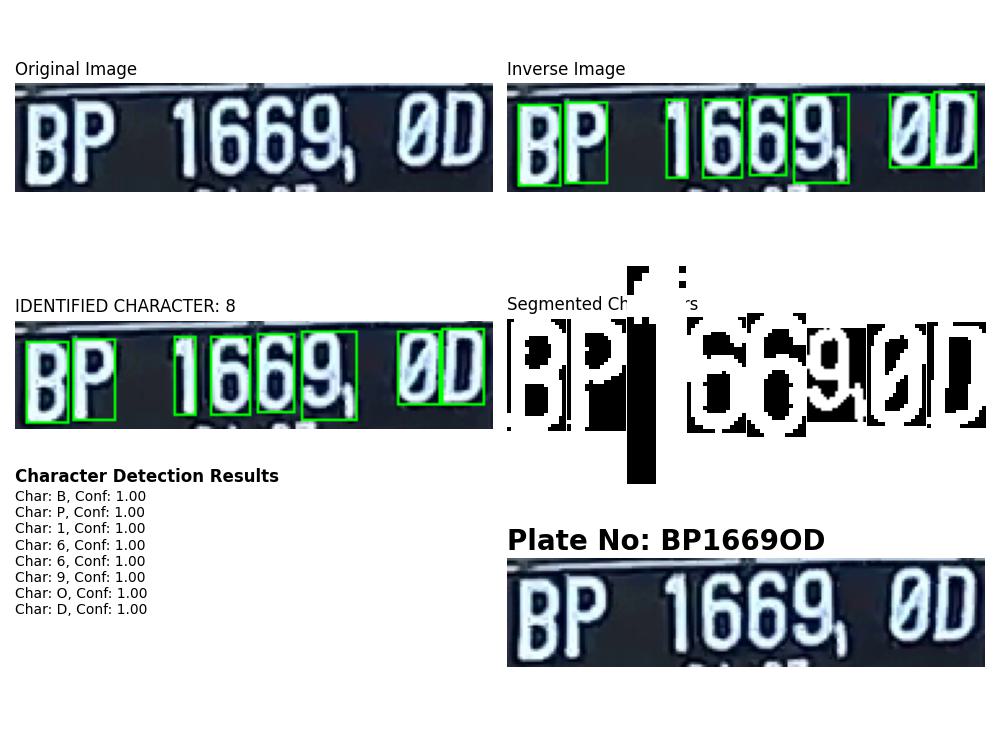 Original Image
Inverse Image
BP 1669, 0D
BP 1669, 0D
IDENTIFIED CHARACTER: 8
BP 1669, 0D
BP 1669, 0D
Character Detection Results
Char: B, Conf: 1.00
Char: P, Conf: 1.00
Char: 1, Conf: 1.00
Char: 6, Conf: 1.00
Char: 6, Conf: 1.00
Char: 9, Conf: 1.00
Char: O, Conf: 1.00
Char: D, Conf: 1.00
Plate No: BP1669OD
BP 1669, 0D